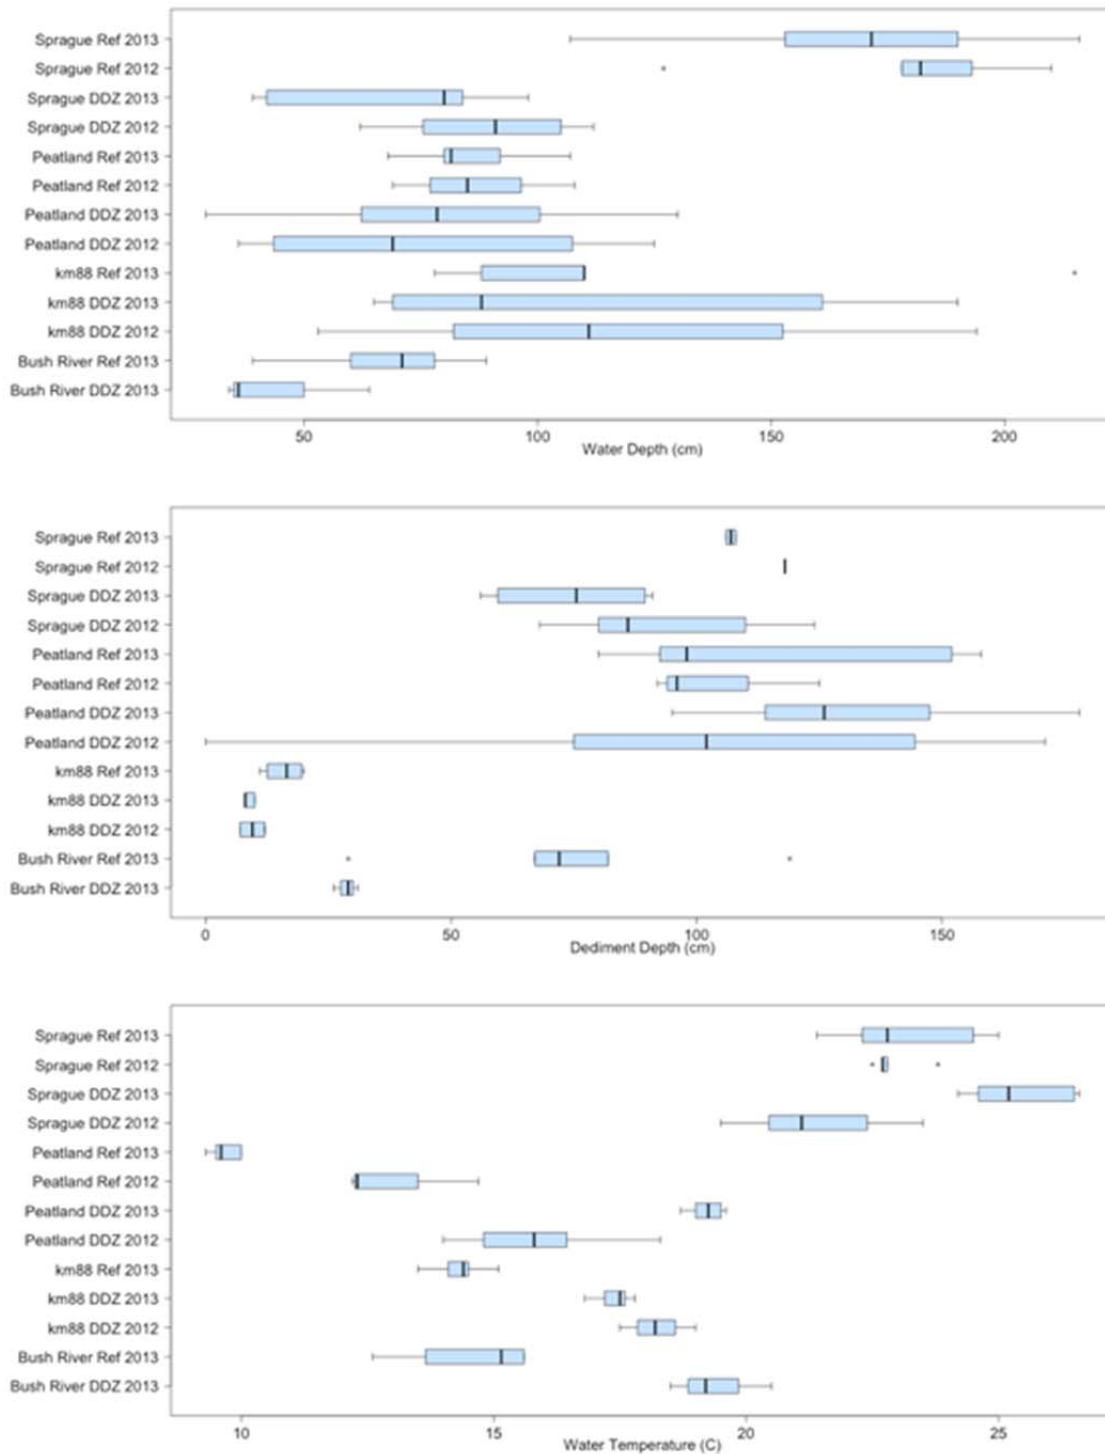 Sprague Ref 2013
Sprague Ref 2012
Sprague DDZ 2013
Sprague DDZ 2012
Peatland Ref 2013
Peatland Ref 2012
Peatland DDZ 2013
Peatland DDZ 2012
km88 Ref 2013
km88 DDZ 2013
km88 DDZ 2012
Bush River Ref 2013
Bush River DDZ 2013
50 100 150 200
Water Depth (cm)
Sprague Ref 2013
Sprague Ref 2012
Sprague DDZ 2013
Sprague DDZ 2012
Peatland Ref 2013
Peatland Ref 2012
Peatland DDZ 2013
Peatland DDZ 2012
km88 Ref 2013
km88 DDZ 2013
km88 DDZ 2012
Bush River Ref 2013
Bush River DDZ 2013
0 50 100 150
Dediment Depth (cm)
Sprague Ref 2013
Sprague Ref 2012
Sprague DDZ 2013
Sprague DDZ 2012
Peatland Ref 2013
Peatland Ref 2012
Peatland DDZ 2013
Peatland DDZ 2012
km88 Ref 2013
km88 DDZ 2013
km88 DDZ 2012
Bush River Ref 2013
Bush River DDZ 2013
10 15 20 25
Water Temperature (C)